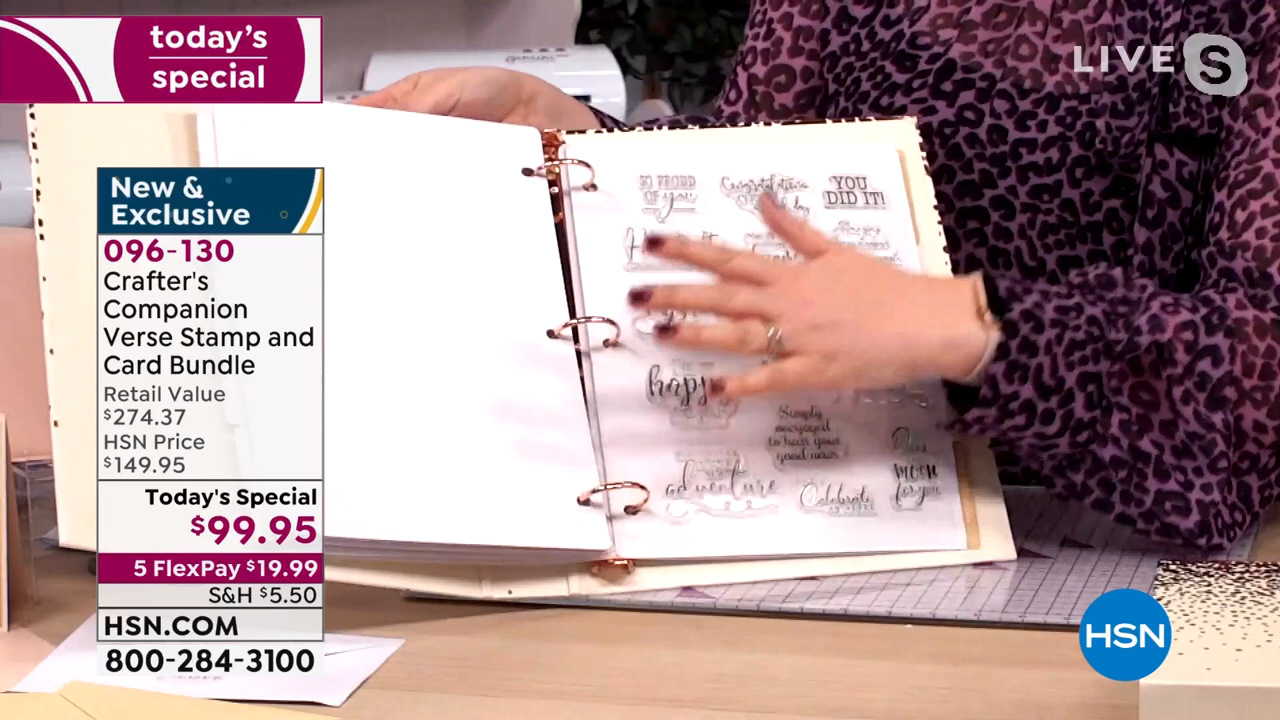 today's
special
LIVE S
New &
Exclusive
096-130
Crafter's
Companion
Verse Stamp and
Card Bundle
Retail Value
$274.37
HSN Price
$149.95
Today's Special
$99.95
5 FlexPay $19.99
S&H $5.50
HSN.COM
800-284-3100
SO PROUD
OF you
Congratulations
YOU
DID IT!
happy
Simply
overjoyed
to hear your
good news
over
the
moon
for you
adventure
Celebrate
HSN